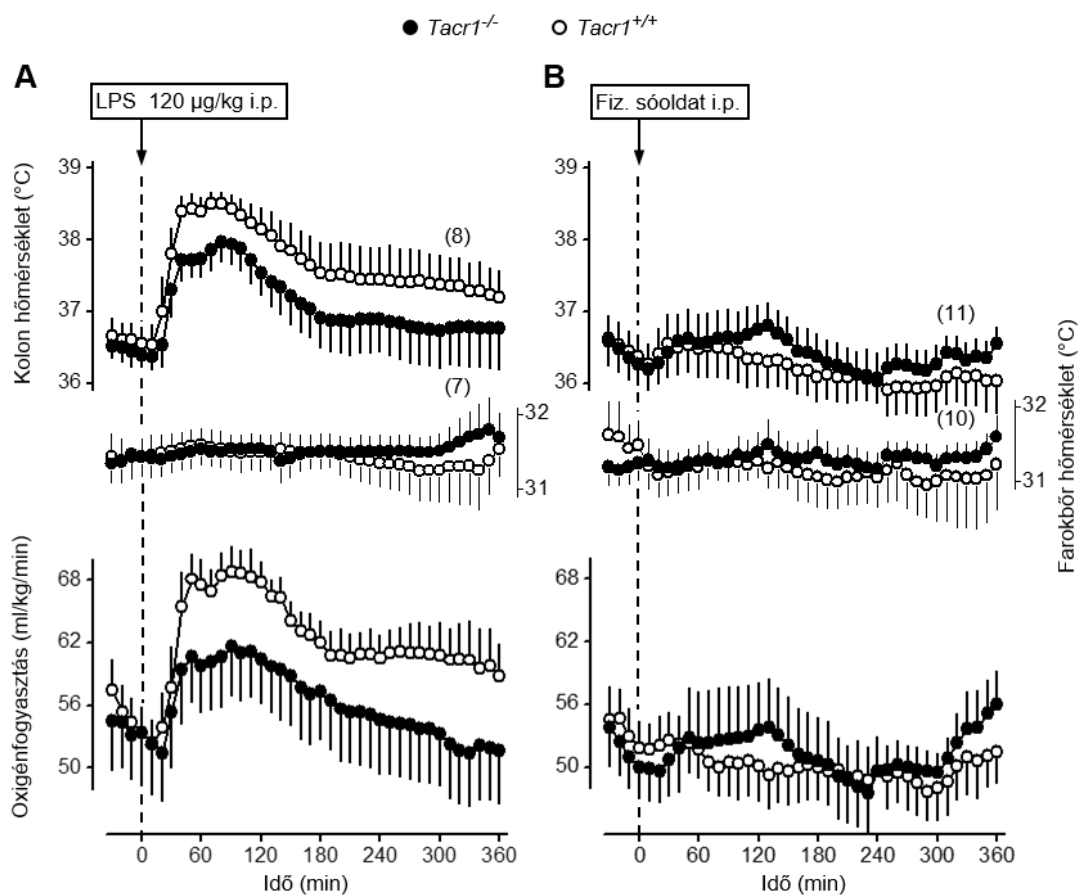 ● Tacr1-/- ○ Tacr1+/+
A
B
LPS 120 µg/kg i.p.
Fiz. sóoldat i.p.
Kolon hőmérséklet (°C)
39
38
37
36
(8)
(7)
32
31
39
38
37
36
(11)
(10)
32
31
Farokbőr hőmérséklet (°C)
Oxigénfogyasztás (ml/kg/min)
68
62
56
50
68
62
56
50
0 60 120 180 240 300 360
Idő (min)
0 60 120 180 240 300 360
Idő (min)